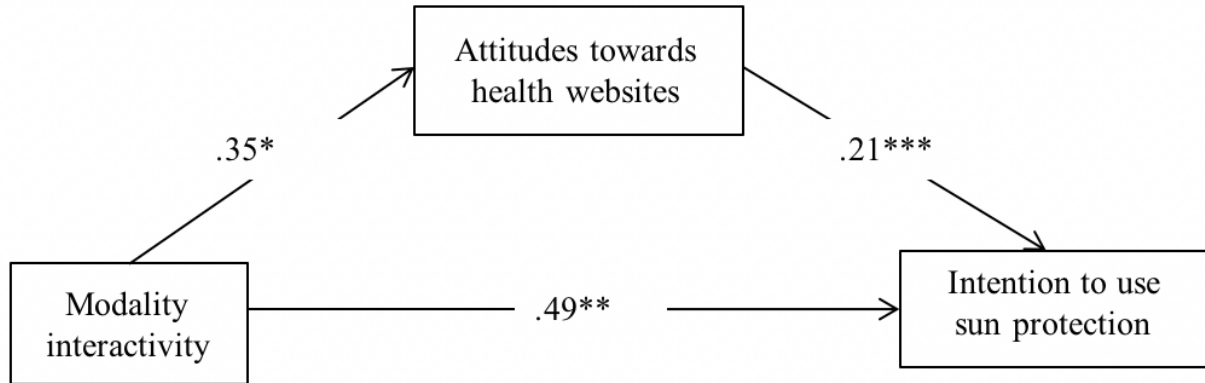 Attitudes towards
health websites
.35*
.21***
Modality
interactivity
.49**
Intention to use
sun protection